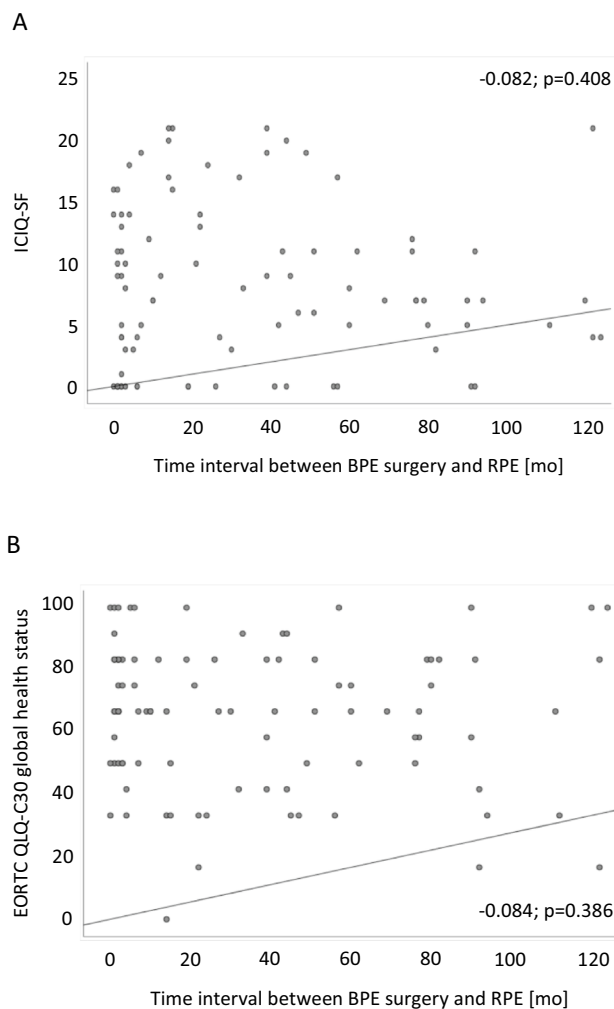 A
-0.082; p=0.408
25
20
15
10
5
0
ICIQ-SF
0 20 40 60 80 100 120
Time interval between BPE surgery and RPE [mo]
B
100
80
60
40
20
0
EORTC QLQ-C30 global health status
-0.084; p=0.386
0 20 40 60 80 100 120
Time interval between BPE surgery and RPE [mo]